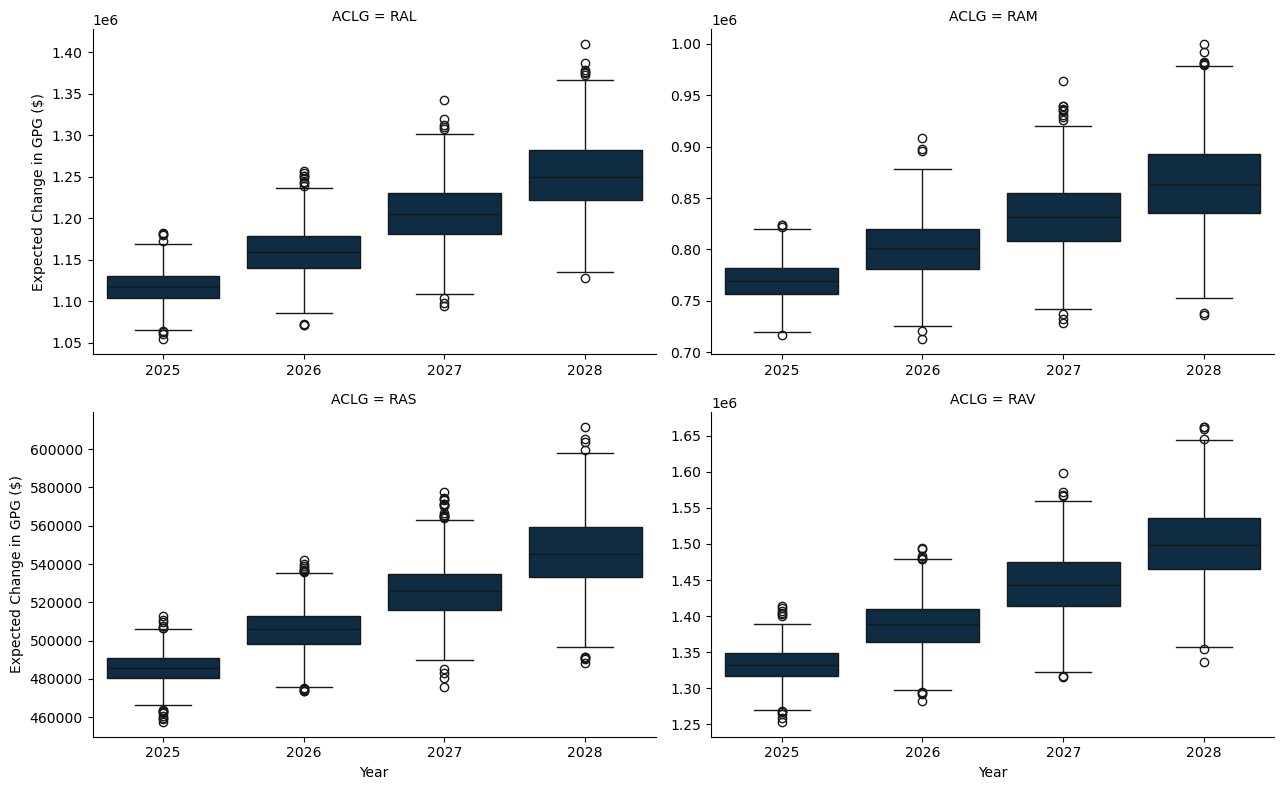 ACLG = RAL
1e6
1.40
1.35
1.30
1.25
1.20
1.15
1.10
1.05
Expected Change in GPG ($)
2025 2026 2027 2028
ACLG = RAM
1e6
1.00
0.95
0.90
0.85
0.80
0.75
0.70
2025 2026 2027 2028
ACLG = RAS
600000
580000
560000
540000
520000
500000
480000
460000
Expected Change in GPG ($)
2025 2026 2027 2028
Year
ACLG = RAV
1e6
1.65
1.60
1.55
1.50
1.45
1.40
1.35
1.30
1.25
2025 2026 2027 2028
Year